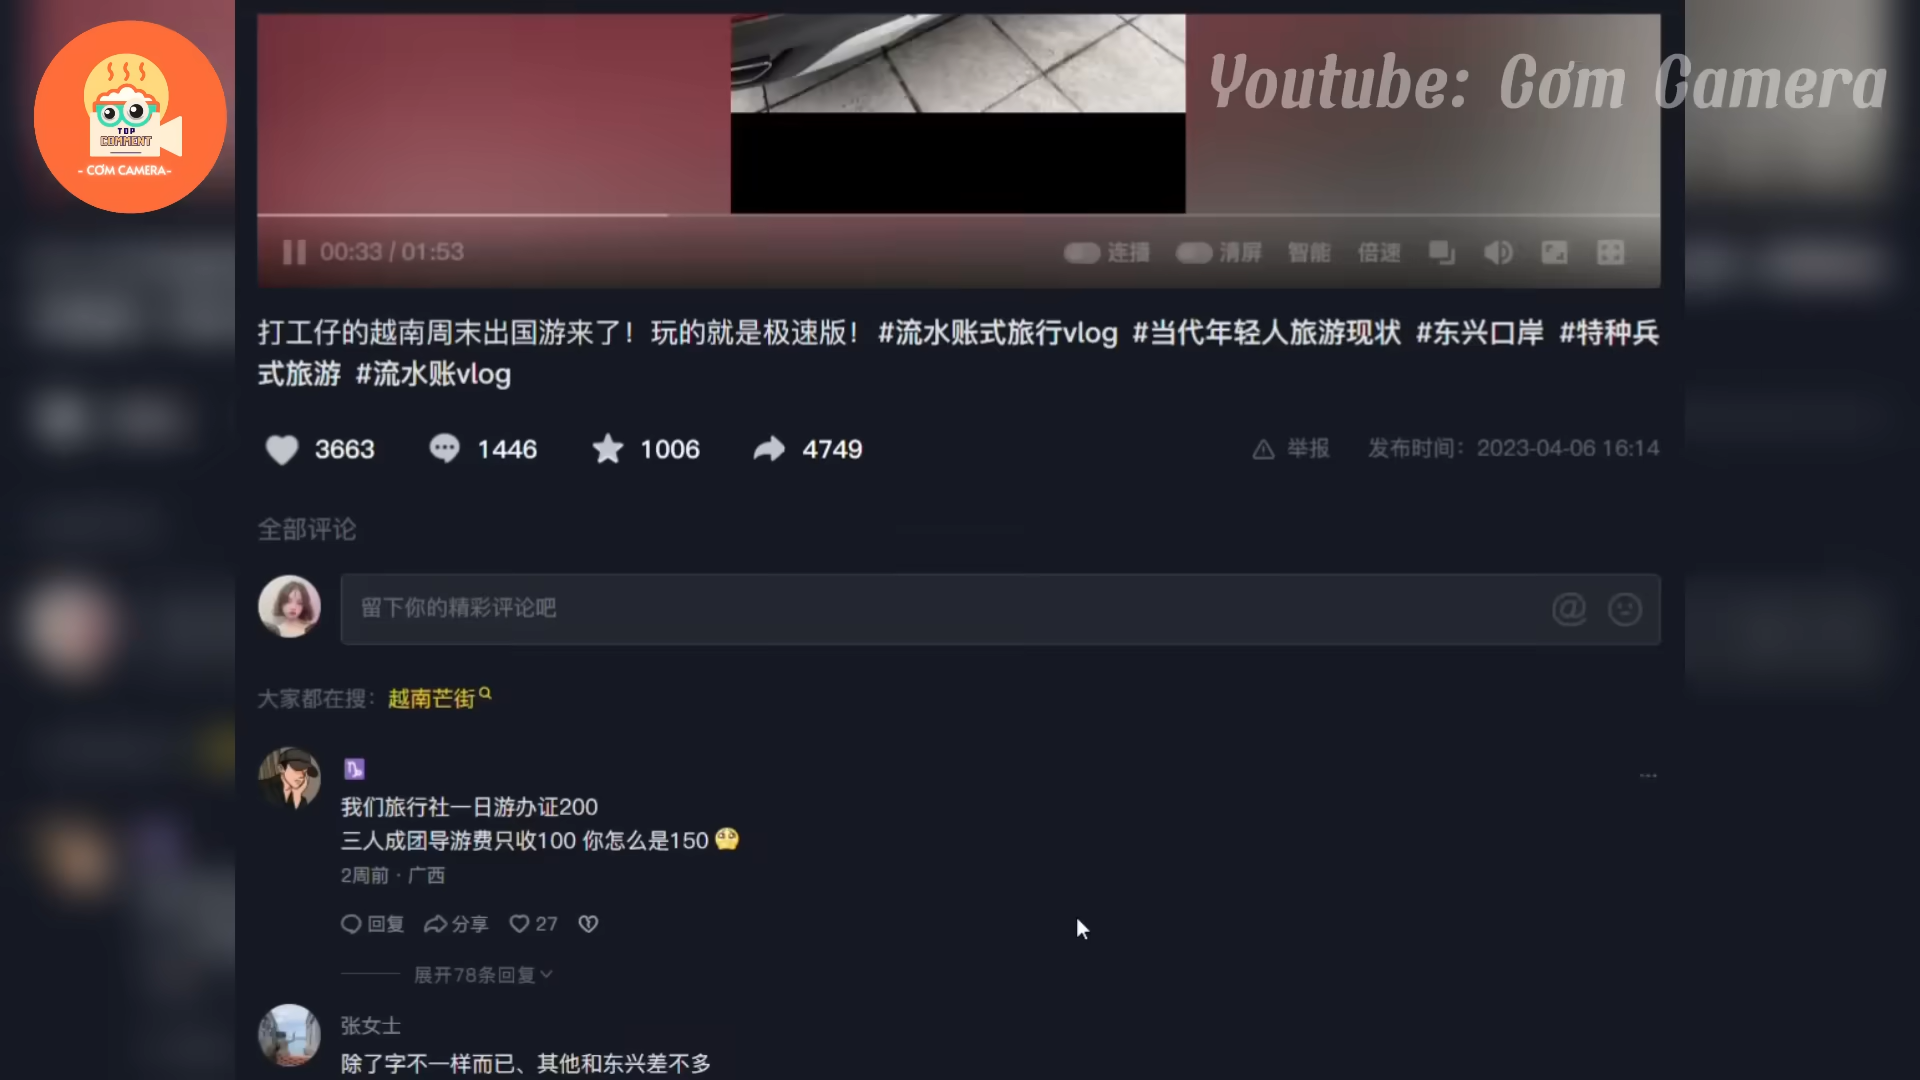 Youtube: Cơm Camera
TOP
COMMENT
- CƠM CAMERA-
00:33 / 01:53
连播
清屏
智能
倍速
打工仔的越南周末出国游来了！玩的就是极速版！#流水账式旅行vlog #当代年轻人旅游现状 #东兴口岸 #特种兵
式旅游 #流水账vlog
3663
1446
1006
4749
举报
发布时间：2023-04-06 16:14
全部评论
留下你的精彩评论吧
大家都在搜：越南芒街
我们旅行社一日游办证200
三人成团导游费只收100 你怎么是150
2周前 · 广西
回复
分享
27
展开78条回复
张女士
除了字不一样而已、其他和东兴差不多